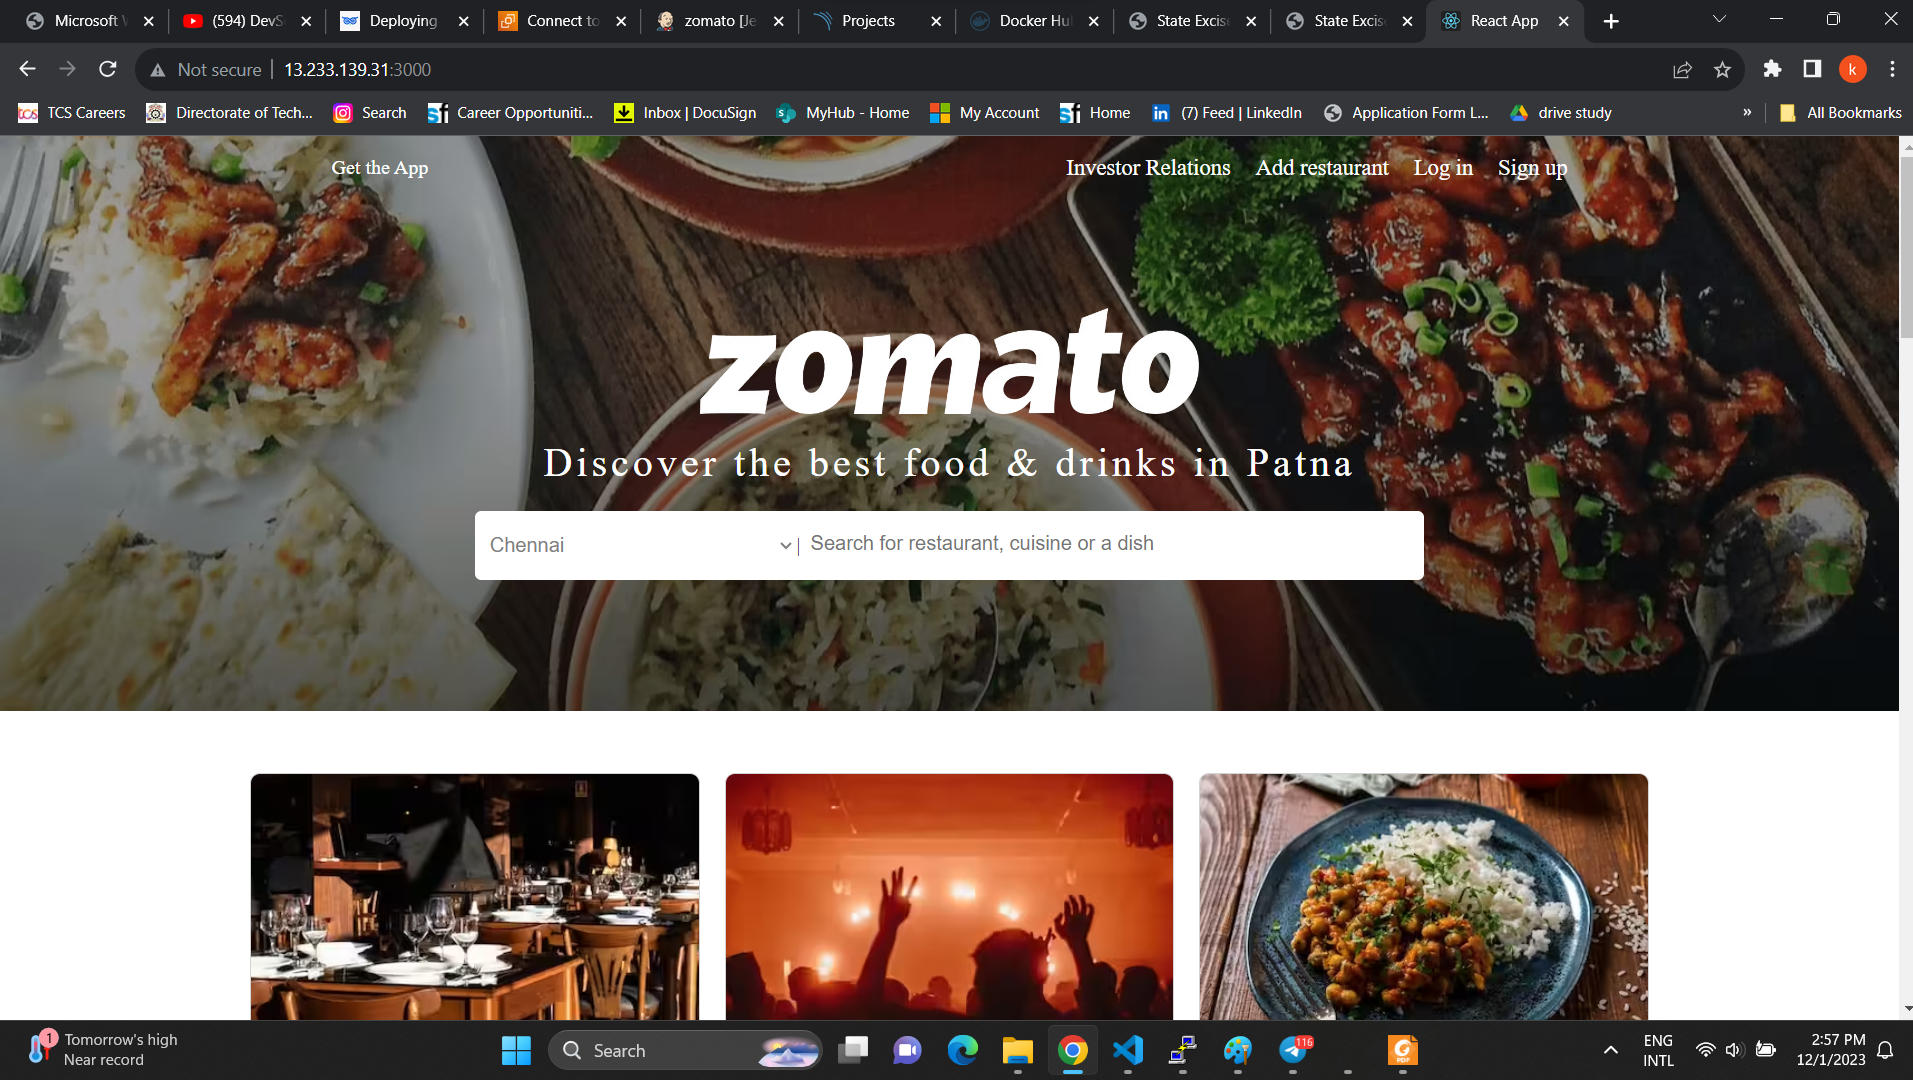 Microsoft W
(594) DevS
Deploying
Connect to
zomato [Je
Projects
Docker Hu
State Excis
State Excis
React App
Not secure
13.233.139.31:3000
k
TCS Careers
Directorate of Tech...
Search
Career Opportuniti...
Inbox | DocuSign
MyHub - Home
My Account
Home
(7) Feed | LinkedIn
Application Form L...
drive study
»
All Bookmarks
Get the App
Investor Relations
Add restaurant
Log in
Sign up
zomato
Discover the best food & drinks in Patna
Chennai
Search for restaurant, cuisine or a dish
1
Tomorrow's high
Near record
Search
116
PDF
ENG
INTL
2:57 PM
12/1/2023